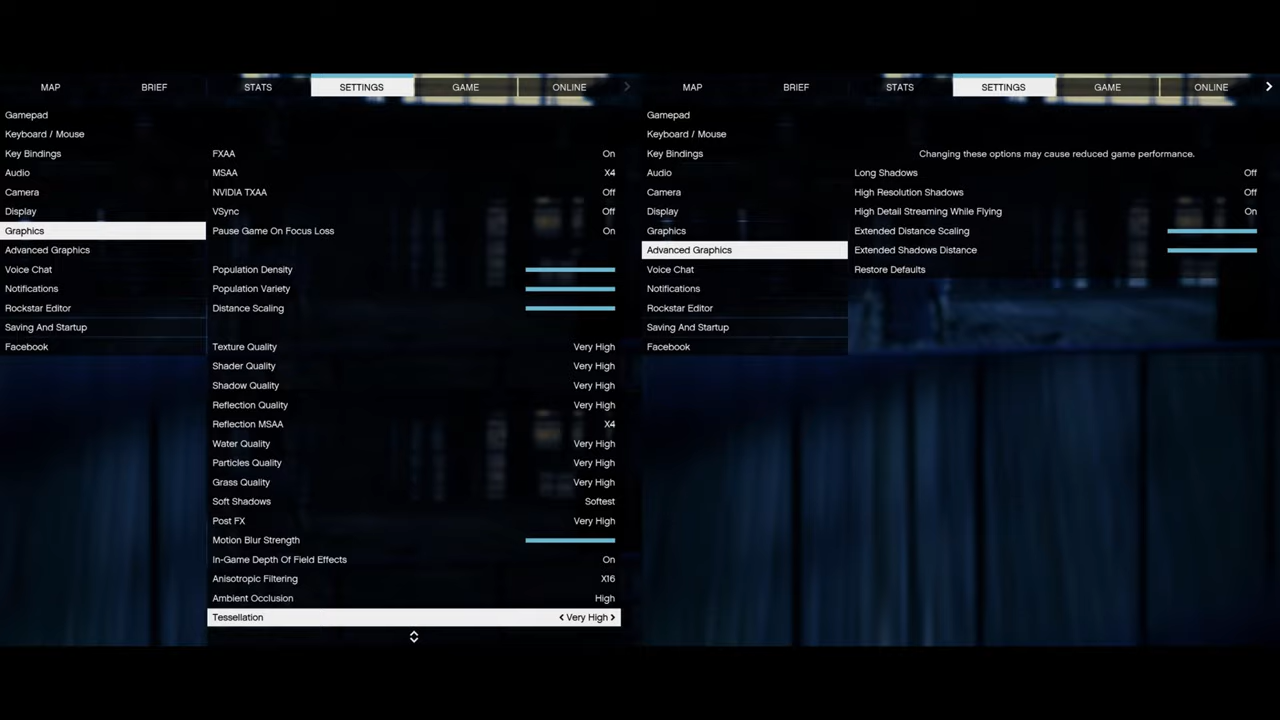 MAP BRIEF STATS SETTINGS GAME ONLINE
Gamepad
Keyboard / Mouse
Key Bindings
Audio
Camera
Display
Graphics
Advanced Graphics
Voice Chat
Notifications
Rockstar Editor
Saving And Startup
Facebook
FXAA On
MSAA X4
NVIDIA TXAA Off
VSync Off
Pause Game On Focus Loss On
Population Density
Population Variety
Distance Scaling
Texture Quality Very High
Shader Quality Very High
Shadow Quality Very High
Reflection Quality Very High
Reflection MSAA X4
Water Quality Very High
Particles Quality Very High
Grass Quality Very High
Soft Shadows Softest
Post FX Very High
Motion Blur Strength
In-Game Depth Of Field Effects On
Anisotropic Filtering X16
Ambient Occlusion High
Tessellation Very High
MAP BRIEF STATS SETTINGS GAME ONLINE
Gamepad
Keyboard / Mouse
Key Bindings
Audio
Camera
Display
Graphics
Advanced Graphics
Voice Chat
Notifications
Rockstar Editor
Saving And Startup
Facebook
Changing these options may cause reduced game performance.
Long Shadows Off
High Resolution Shadows Off
High Detail Streaming While Flying On
Extended Distance Scaling
Extended Shadows Distance
Restore Defaults